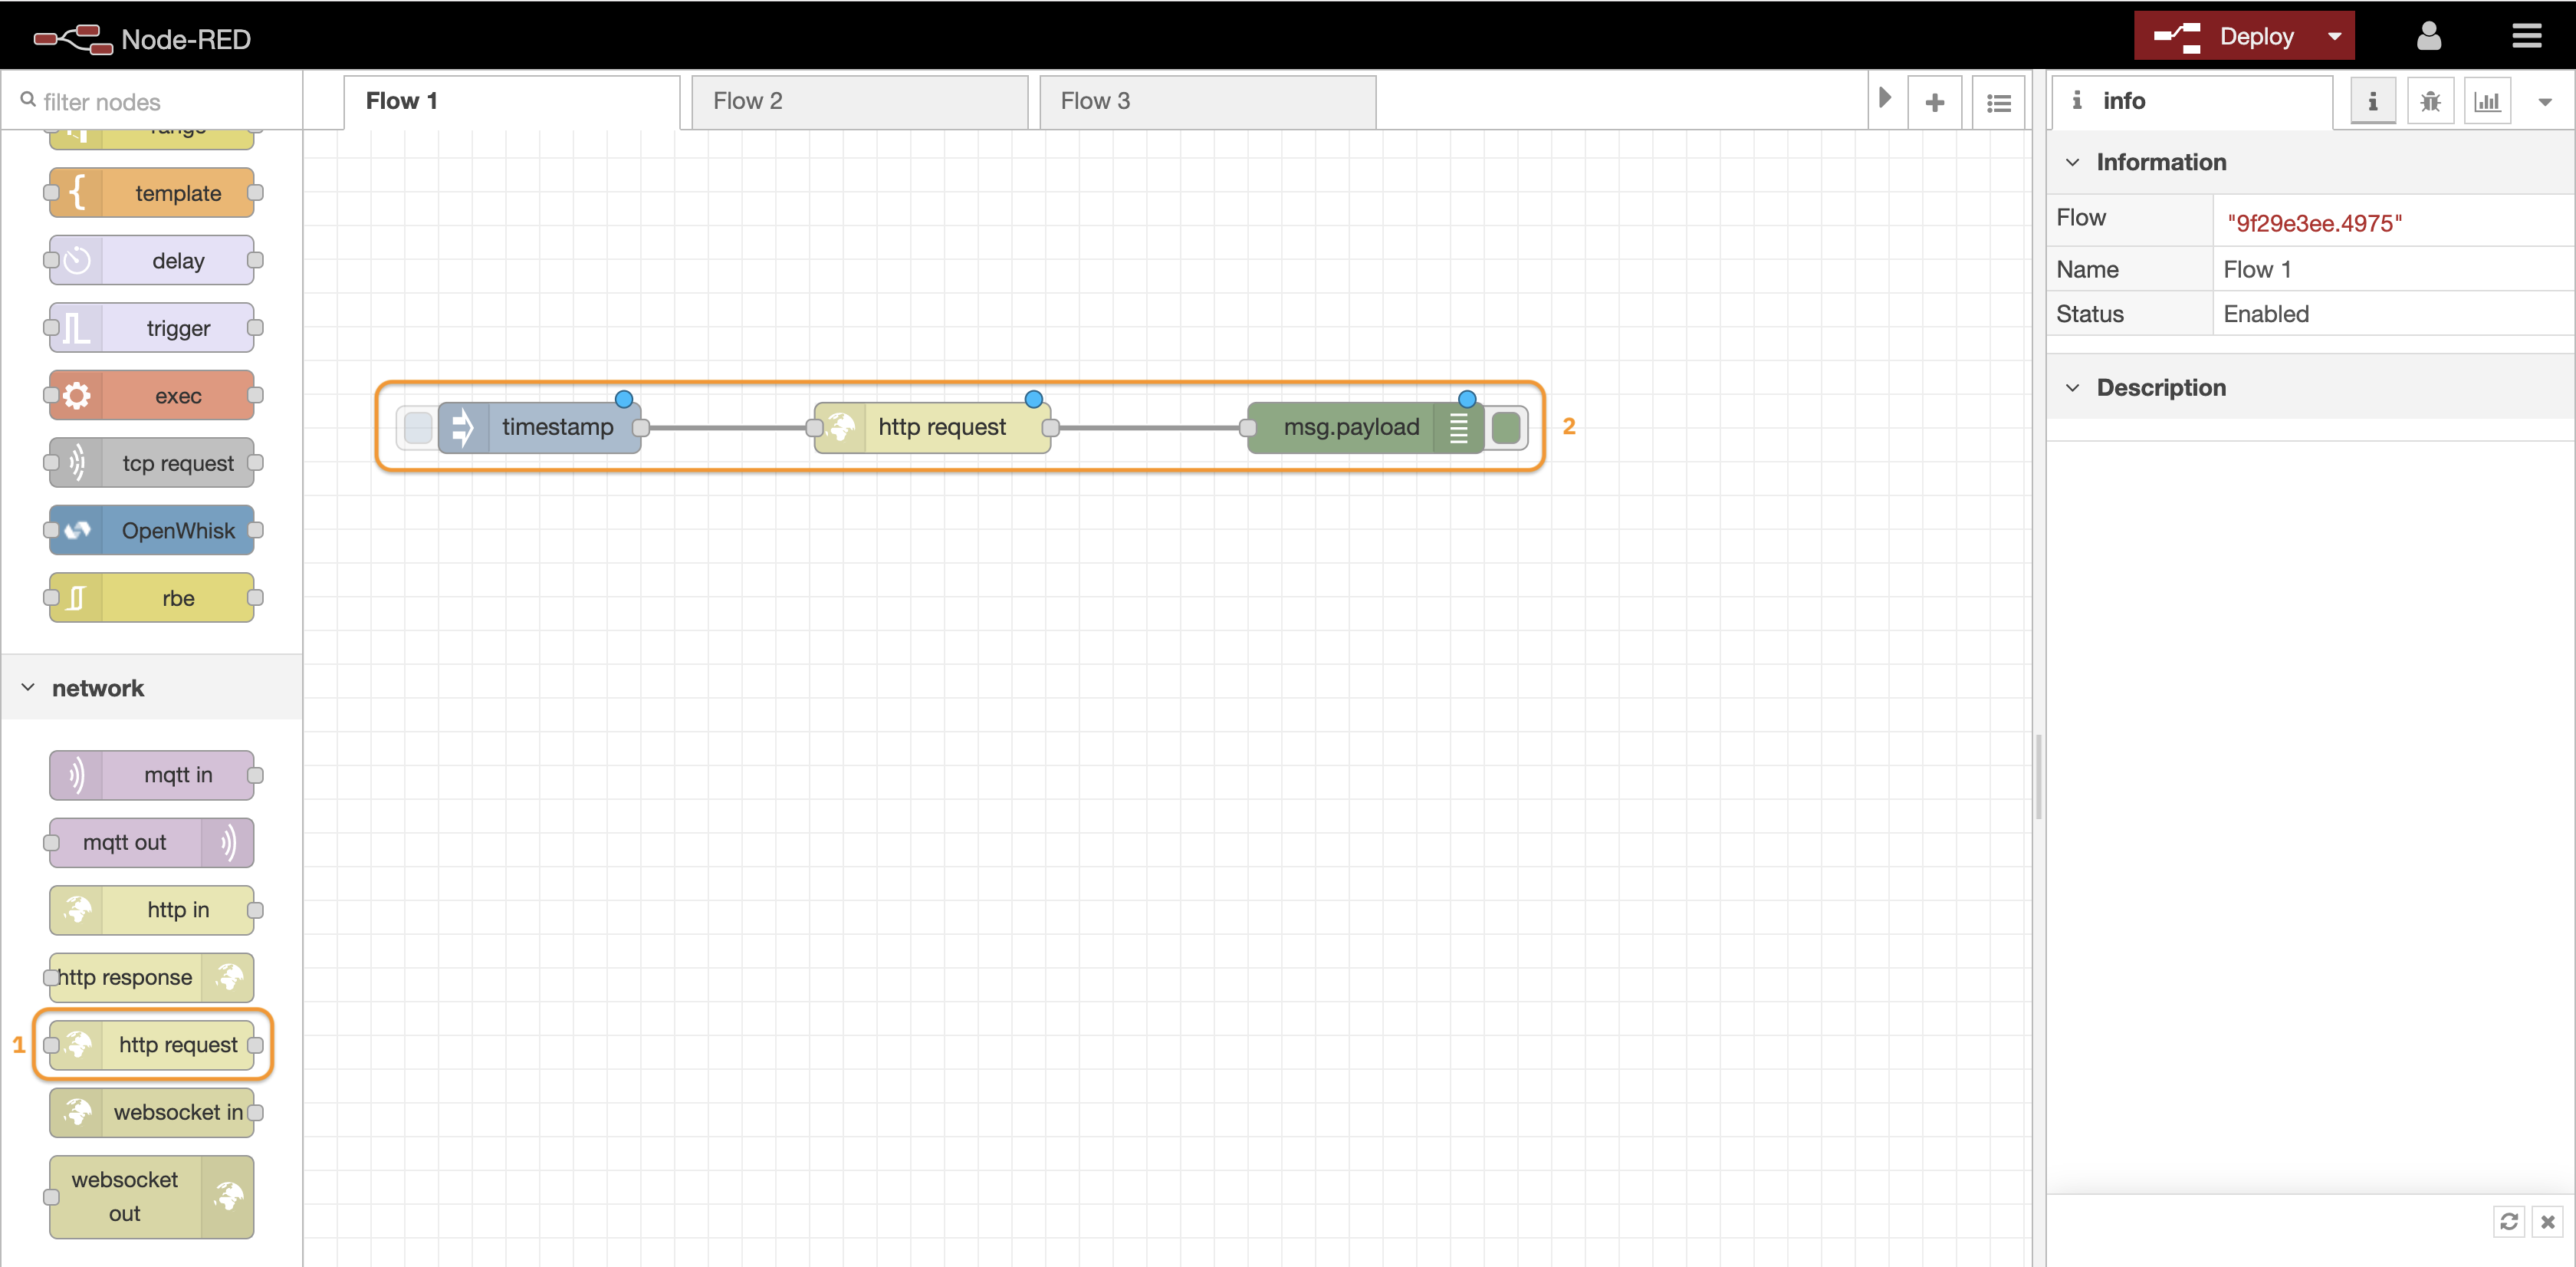 Node-RED
Deploy
filter nodes
Flow 1
Flow 2
Flow 3
info
range
template
delay
trigger
exec
tcp request
OpenWhisk
rbe
network
mqtt in
mqtt out
http in
http response
1
http request
websocket in
websocket
out
timestamp
http request
msg.payload
2
Information
Flow
"9f29e3ee.4975"
Name
Flow 1
Status
Enabled
Description